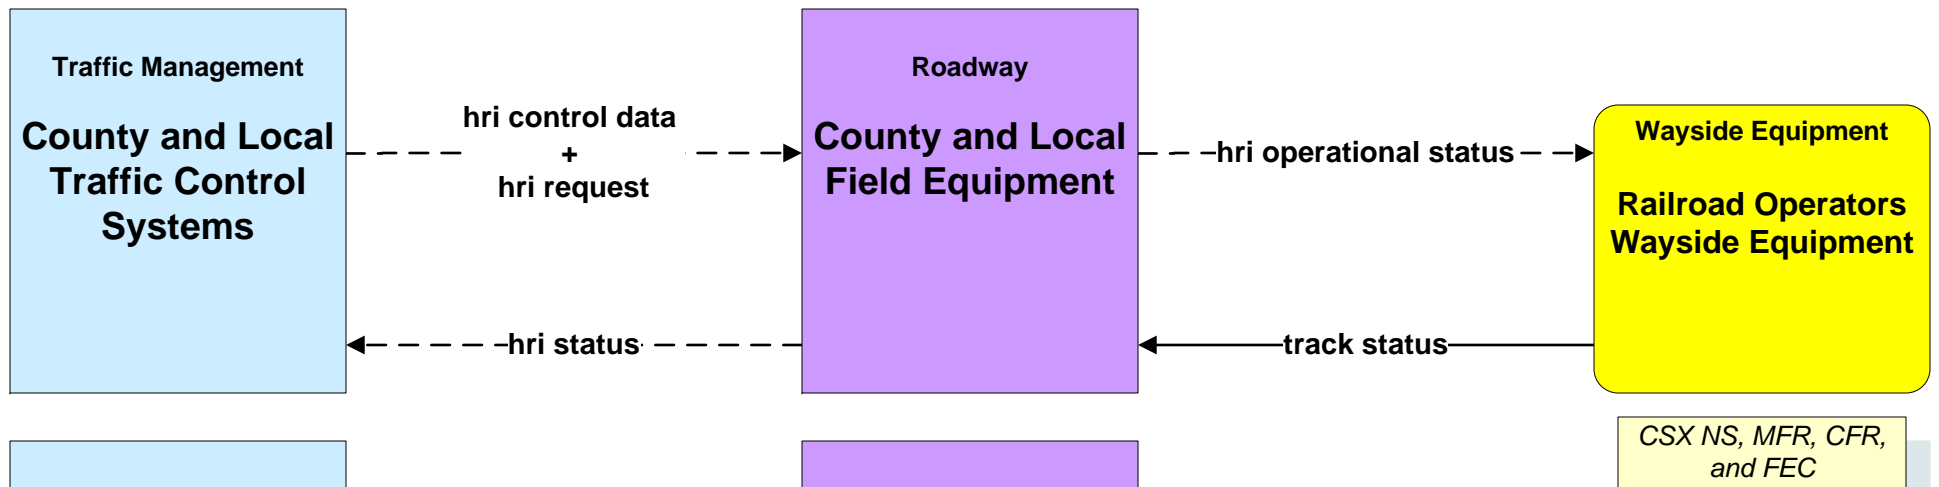 Traffic Management
County and Local
Traffic Control
Systems
hri control data
+
hri request
Roadway
County and Local
Field Equipment
hri operational status
Wayside Equipment
Railroad Operators
Wayside Equipment
hri status
track status
CSX NS, MFR, CFR,
and FEC